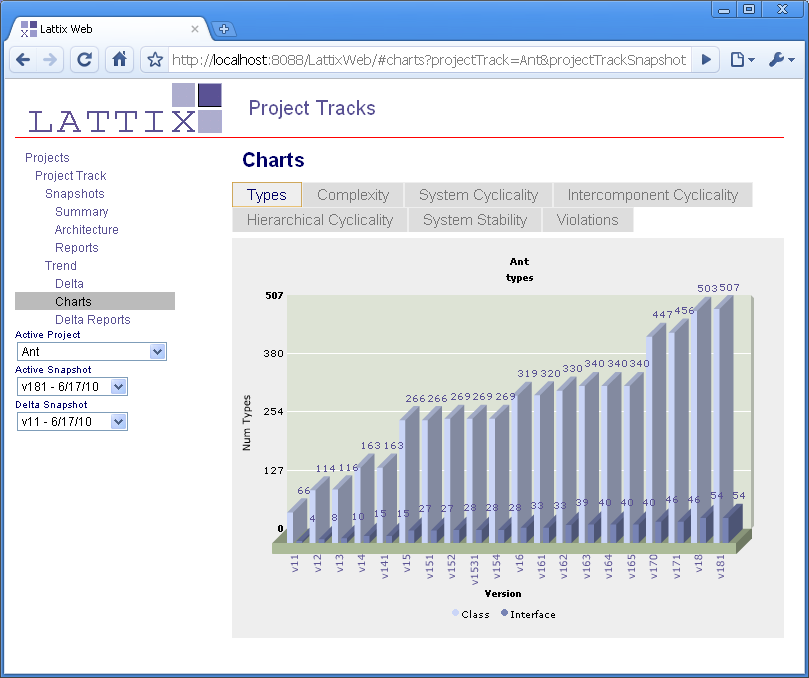 Lattix Web
http://localhost:8088/LattixWeb/#charts?projectTrack=Ant&projectTrackSnapshot
LATTIX
Project Tracks
Projects
Project Track
Snapshots
Summary
Architecture
Reports
Trend
Delta
Charts
Delta Reports
Active Project
Ant
Active Snapshot
v181 - 6/17/10
Delta Snapshot
v11 - 6/17/10
Charts
Types Complexity System Cyclicality Intercomponent Cyclicality
Hierarchical Cyclicality System Stability Violations
Ant
types
507
380
254
127
0
Num Types
66 114 116 163 163 266 266 269 269 269 319 320 330 340 340 340 447 456 503 507
4 8 10 15 15 27 27 28 28 28 33 33 39 40 40 40 46 46 54 54
v11 v12 v13 v14 v141 v15 v151 v152 v1531 v154 v16 v161 v162 v163 v164 v165 v170 v171 v18 v181
Version
Class Interface